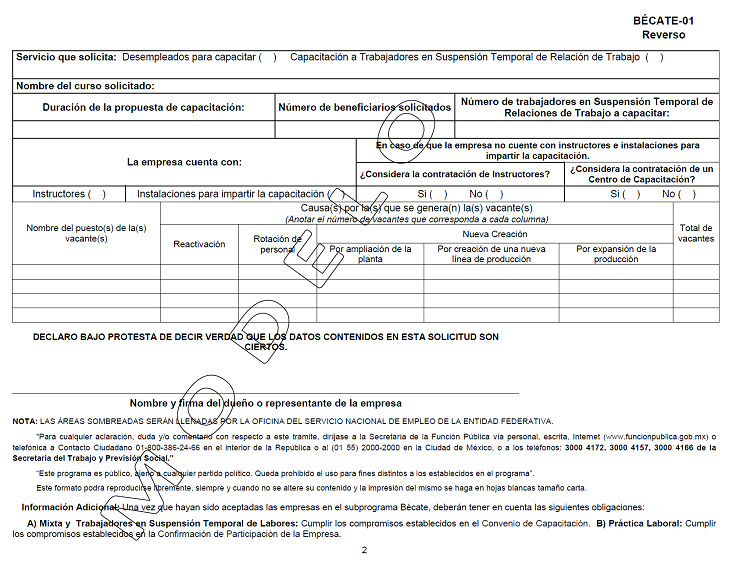 BÉCATE-01
Reverso
Servicio que solicita: Desempleados para capacitar ( ) Capacitación a Trabajadores en Suspensión Temporal de Relación de Trabajo ( )
Nombre del curso solicitado:
Duración de la propuesta de capacitación:
Número de beneficiarios solicitados
Número de trabajadores en Suspensión Temporal de
Relaciones de Trabajo a capacitar:
La empresa cuenta con:
En caso de que la empresa no cuente con instructores e instalaciones para
impartir la capacitación.
¿Considera la contratación de Instructores?
¿Considera la contratación de un
Centro de Capacitación?
Instructores ( )
Instalaciones para impartir la capacitación ( )
Si ( ) No ( )
Si ( ) No ( )
Nombre del puesto(s) de la(s)
vacante(s)
Causa(s) por la(s) que se genera(n) la(s) vacante(s)
(Anotar el número de vacantes que corresponda a cada columna)
Total de
vacantes
Reactivación
Rotación de
personal
Nueva Creación
Por ampliación de la
planta
Por creación de una nueva
línea de producción
Por expansión de la
producción
DECLARO BAJO PROTESTA DE DECIR VERDAD QUE LOS DATOS CONTENIDOS EN ESTA SOLICITUD SON
CIERTOS.
Nombre y firma del dueño o representante de la empresa
NOTA: LAS ÁREAS SOMBREADAS SERÁN LLENADAS POR LA OFICINA DEL SERVICIO NACIONAL DE EMPLEO DE LA ENTIDAD FEDERATIVA.
"Para cualquier aclaración, duda y/o comentario con respecto a este trámite, diríjase a la Secretaría de la Función Pública vía personal, escrita, Internet (www.funcionpublica.gob.mx) o
telefónica a Contacto Ciudadano 01-800-386-24-66 en el interior de la República o al (01 55) 2000-2000 en la Ciudad de México, o a los teléfonos: 3000 4172, 3000 4157, 3000 4166 de la
Secretaría del Trabajo y Previsión Social."
"Este programa es público, ajeno a cualquier partido político. Queda prohibido el uso para fines distintos a los establecidos en el programa".
Este formato podrá reproducirse libremente, siempre y cuando no se altere su contenido y la impresión del mismo se haga en hojas blancas tamaño carta.
Información Adicional: Una vez que hayan sido aceptadas las empresas en el subprograma Bécate, deberán tener en cuenta las siguientes obligaciones:
A) Mixta y Trabajadores en Suspensión Temporal de Labores: Cumplir los compromisos establecidos en el Convenio de Capacitación. B) Práctica Laboral: Cumplir
los compromisos establecidos en la Confirmación de Participación de la Empresa.
2
MODELO